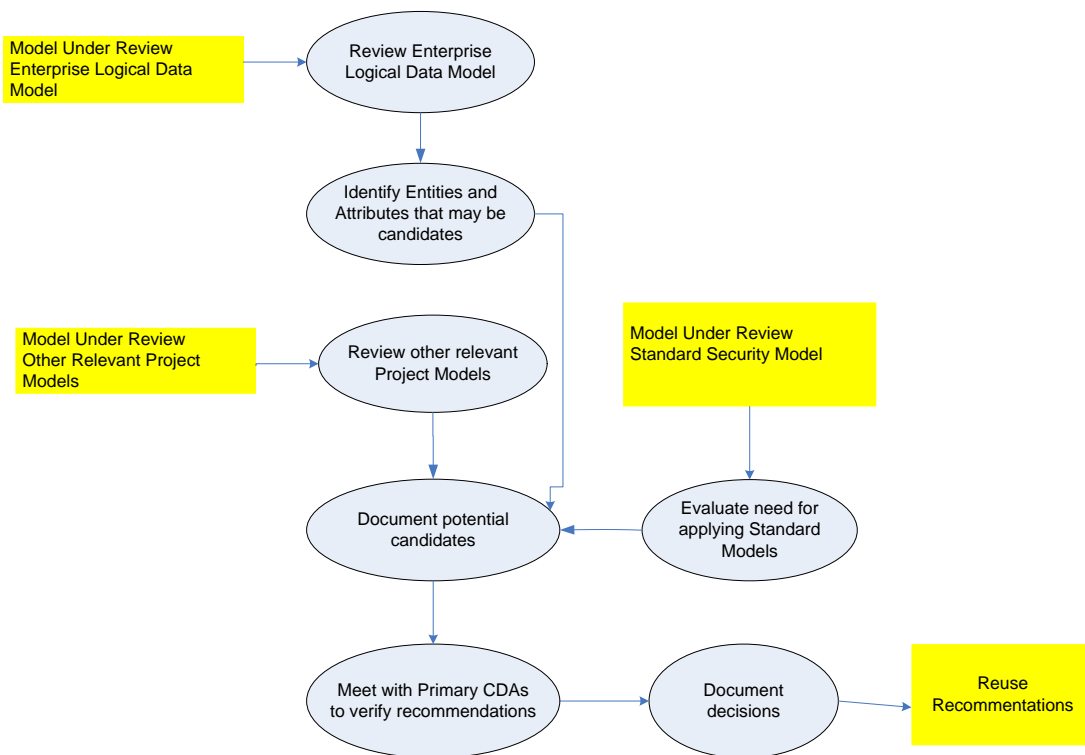 Model Under Review
Enterprise Logical Data
Model
Review Enterprise
Logical Data Model
Identify Entities and
Attributes that may be
candidates
Model Under Review
Other Relevant Project
Models
Review other relevant
Project Models
Model Under Review
Standard Security Model
Document potential
candidates
Evaluate need for
applying Standard
Models
Meet with Primary CDAs
to verify recommendations
Document
decisions
Reuse
Recommentations